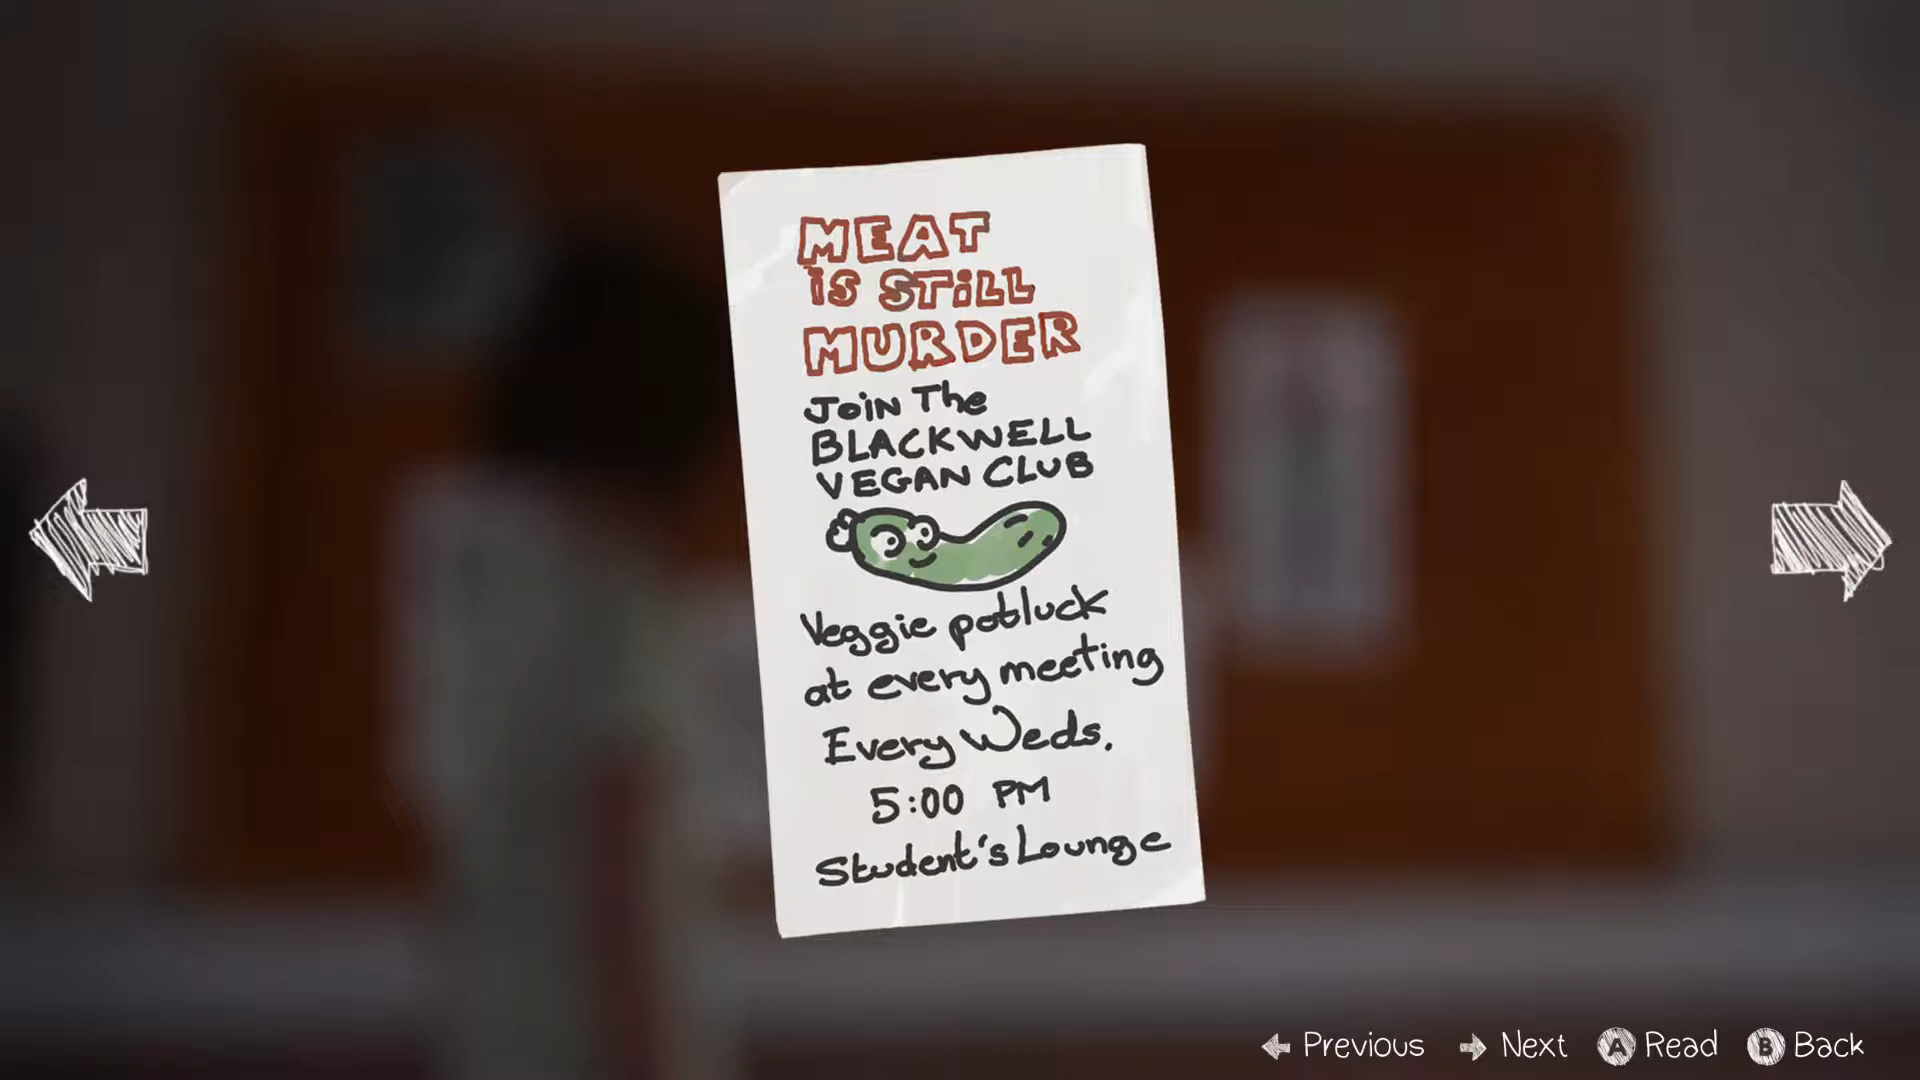 MEAT
iS STiLL
MURDER
JoiN The
BLACKWELL
VEGAN CLUB
Veggie potluck
at every meeting
Every Weds.
5:00 PM
Student's Lounge
Previous Next A Read B Back